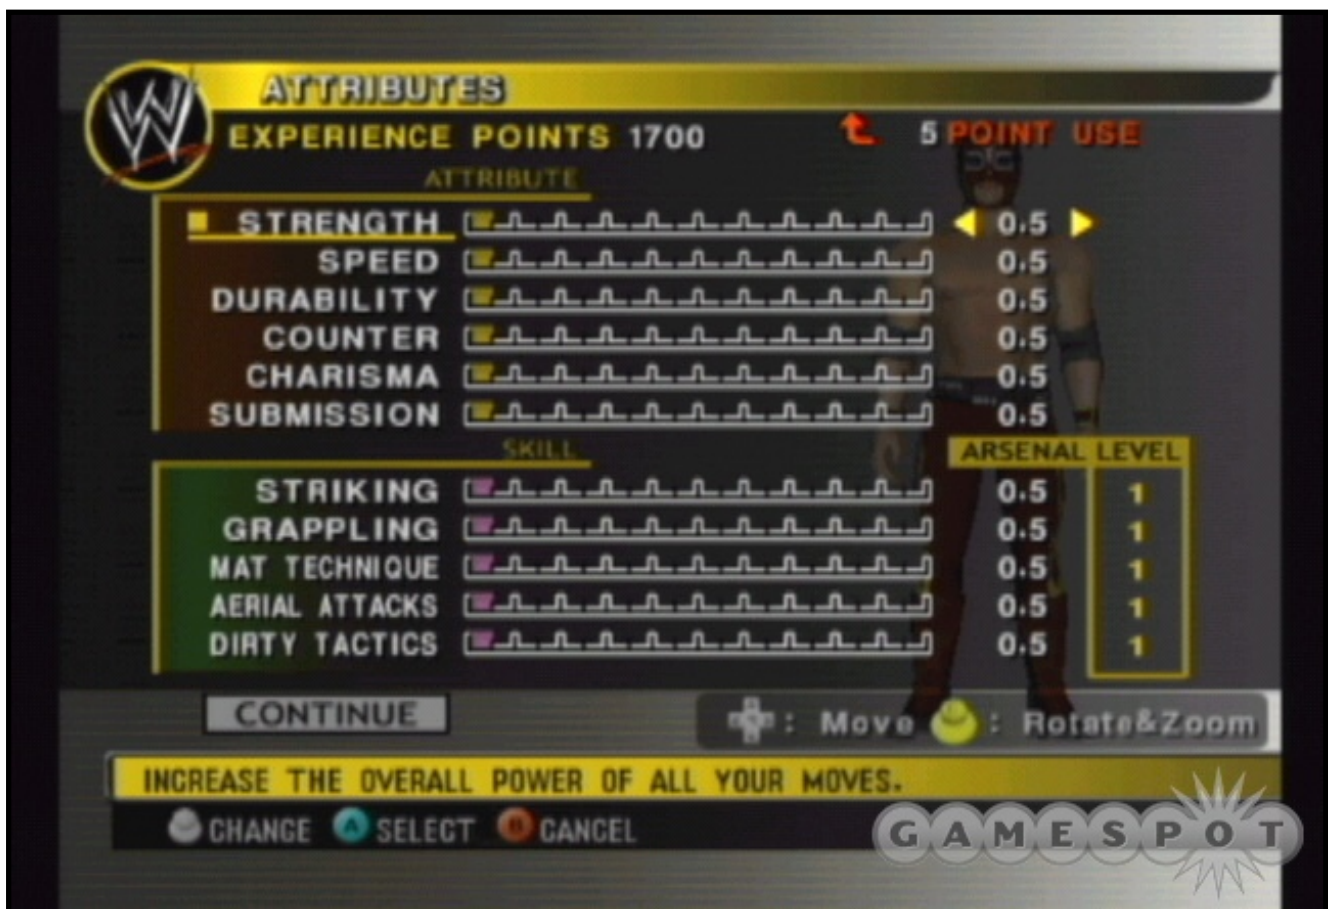 W
ATTRIBUTES
EXPERIENCE POINTS 1700
5 POINT USE
ATTRIBUTE
STRENGTH 0.5
SPEED 0.5
DURABILITY 0.5
COUNTER 0.5
CHARISMA 0.5
SUBMISSION 0.5
SKILL
ARSENAL LEVEL
STRIKING 0.5 1
GRAPPLING 0.5 1
MAT TECHNIQUE 0.5 1
AERIAL ATTACKS 0.5 1
DIRTY TACTICS 0.5 1
CONTINUE
: Move : Rotate&Zoom
INCREASE THE OVERALL POWER OF ALL YOUR MOVES.
CHANGE A SELECT B CANCEL
GAMESPOT